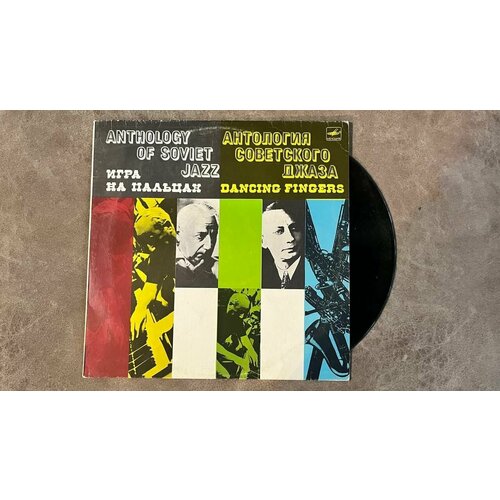 ANTHOLOGY
OF SOVIET
JAZZ
АНТОЛОГИЯ
СОВЕТСКОГО
ДЖАЗА
ИГРА
НА ПАЛЬЦАХ
DANCING FINGERS